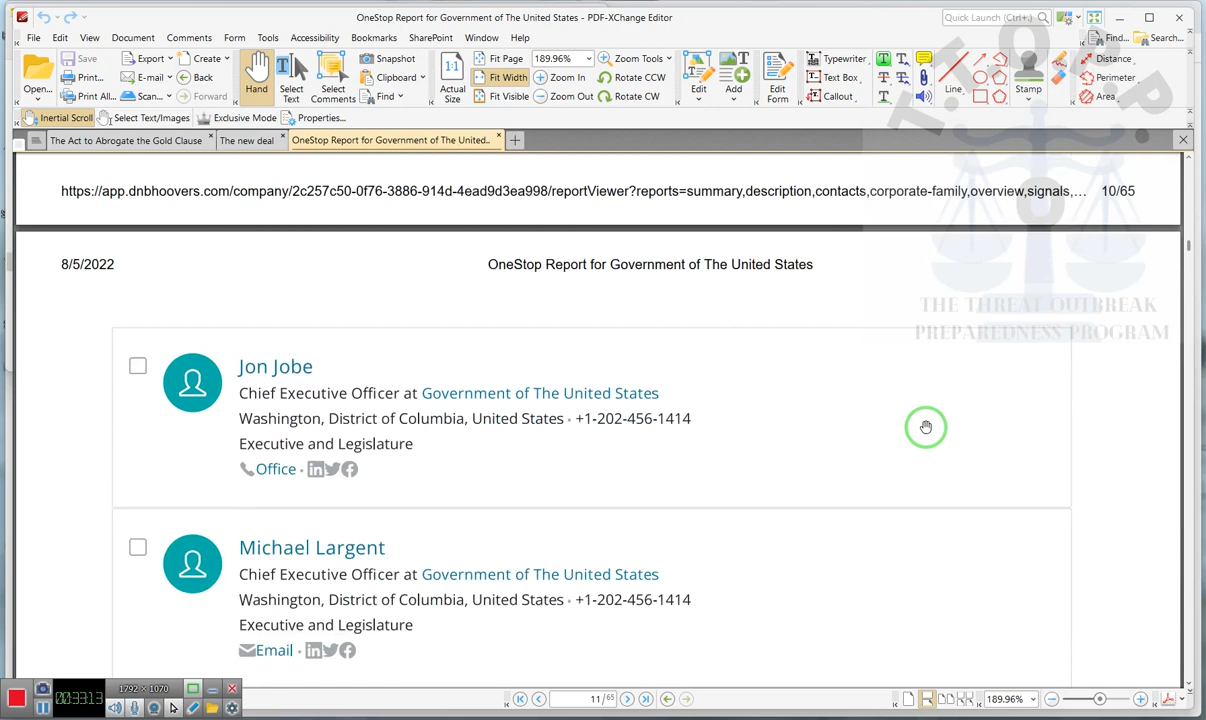 OneStop Report for Government of The United States - PDF-XChange Editor
Quick Launch (Ctrl+.)
File Edit View Document Comments Form Tools Accessibility Bookmarks SharePoint Window Help
Find... Search...
Open...
Save
Print...
Print All...
Export
E-mail
Scan...
Create
Back
Forward
Hand
Select Text
Select Comments
Snapshot
Clipboard
Find
Actual Size
Fit Page
Fit Width
Fit Visible
189.96%
Zoom In
Zoom Out
Zoom Tools
Rotate CCW
Rotate CW
Edit
Add
Edit Form
Typewriter
Text Box
Callout
Line
Stamp
Distance
Perimeter
Area
Inertial Scroll Select Text/Images Exclusive Mode Properties...
The Act to Abrogate the Gold Clause
The new deal
OneStop Report for Government of The United..
T.T.O.P.P.
https://app.dnbhoovers.com/company/2c257c50-0f76-3886-914d-4ead9d3ea998/reportViewer?reports=summary,description,contacts,corporate-family,overview,signals,... 10/65
8/5/2022 OneStop Report for Government of The United States
THE THREAT OUTBREAK
PREPAREDNESS PROGRAM
Jon Jobe
Chief Executive Officer at Government of The United States
Washington, District of Columbia, United States • +1-202-456-1414
Executive and Legislature
Office •
Michael Largent
Chief Executive Officer at Government of The United States
Washington, District of Columbia, United States • +1-202-456-1414
Executive and Legislature
Email •
1792 × 1070
11 / 65
189.96%